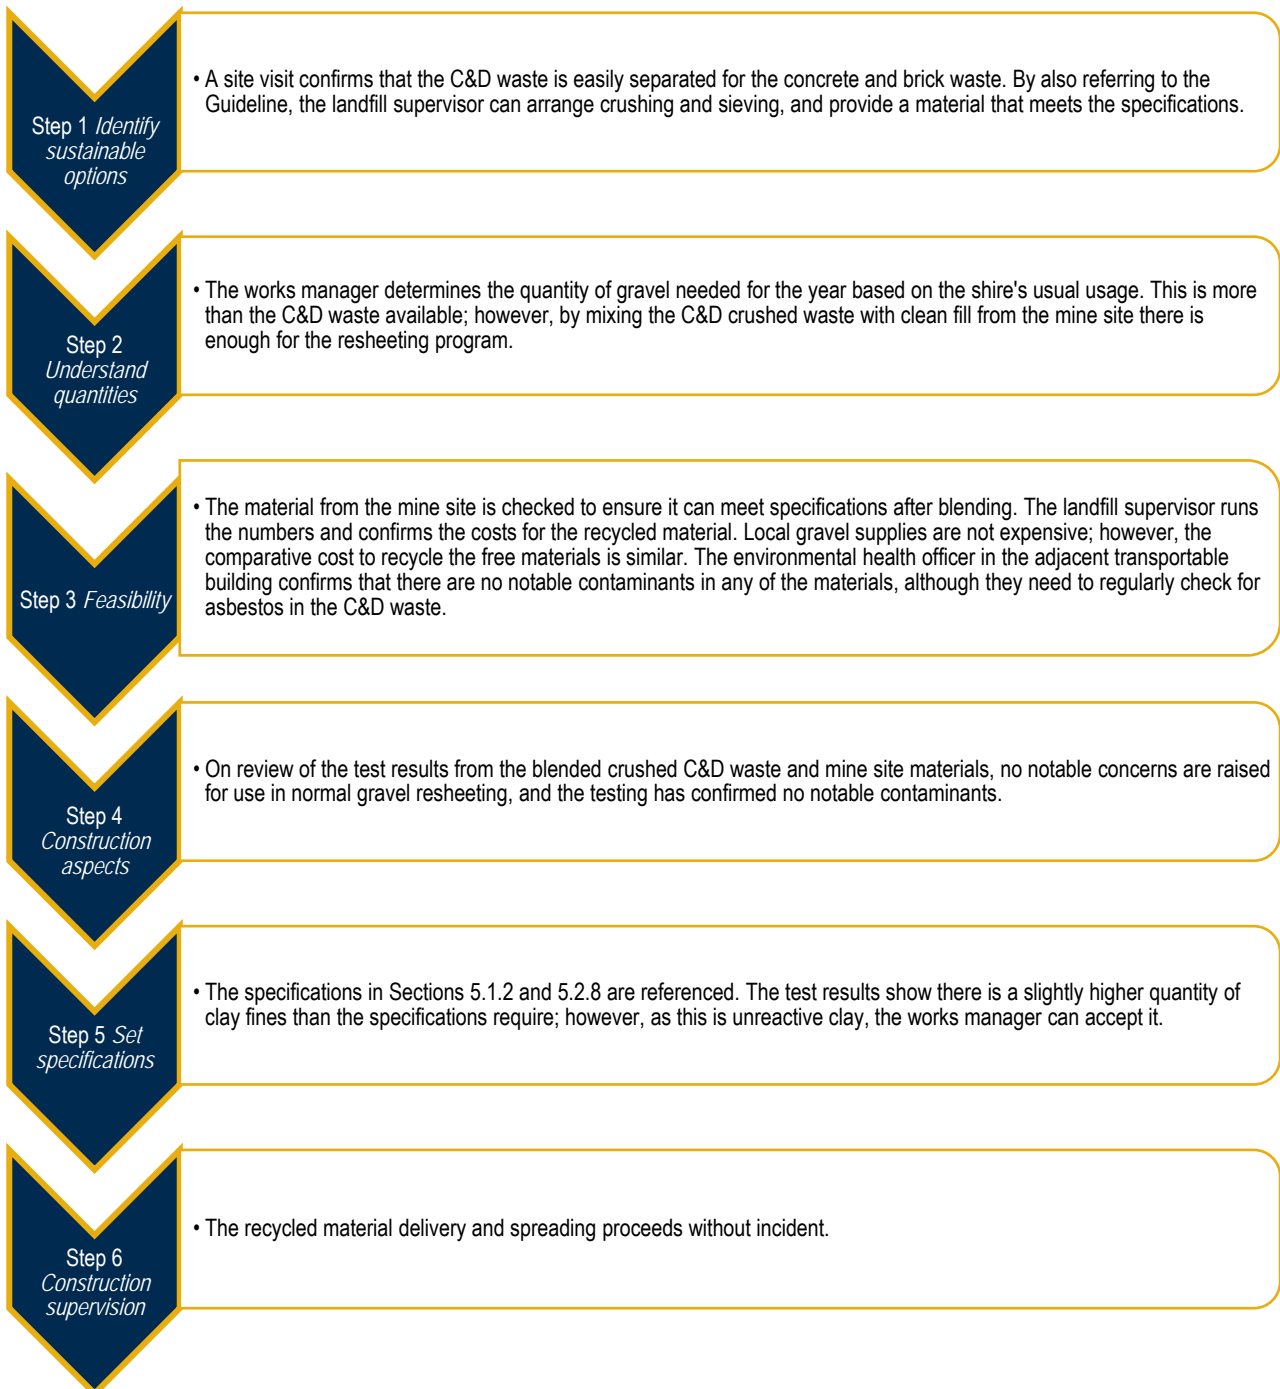 Step 1 Identify
sustainable
options
• A site visit confirms that the C&D waste is easily separated for the concrete and brick waste. By also referring to the
Guideline, the landfill supervisor can arrange crushing and sieving, and provide a material that meets the specifications.
Step 2
Understand
quantities
• The works manager determines the quantity of gravel needed for the year based on the shire's usual usage. This is more
than the C&D waste available; however, by mixing the C&D crushed waste with clean fill from the mine site there is
enough for the resheeting program.
Step 3 Feasibility
• The material from the mine site is checked to ensure it can meet specifications after blending. The landfill supervisor runs
the numbers and confirms the costs for the recycled material. Local gravel supplies are not expensive; however, the
comparative cost to recycle the free materials is similar. The environmental health officer in the adjacent transportable
building confirms that there are no notable contaminants in any of the materials, although they need to regularly check for
asbestos in the C&D waste.
Step 4
Construction
aspects
• On review of the test results from the blended crushed C&D waste and mine site materials, no notable concerns are raised
for use in normal gravel resheeting, and the testing has confirmed no notable contaminants.
Step 5 Set
specifications
• The specifications in Sections 5.1.2 and 5.2.8 are referenced. The test results show there is a slightly higher quantity of
clay fines than the specifications require; however, as this is unreactive clay, the works manager can accept it.
Step 6
Construction
supervision
• The recycled material delivery and spreading proceeds without incident.